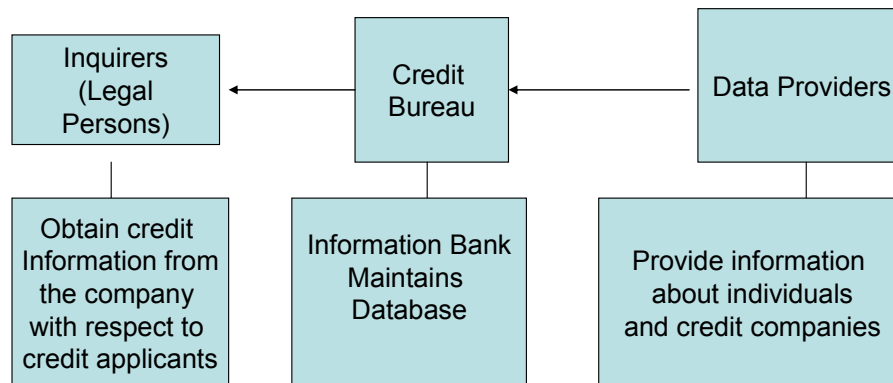 Inquirers
(Legal
Persons)
Credit
Bureau
Data Providers
Obtain credit
Information from
the company
with respect to
credit applicants
Information Bank
Maintains
Database
Provide information
about individuals
and credit companies